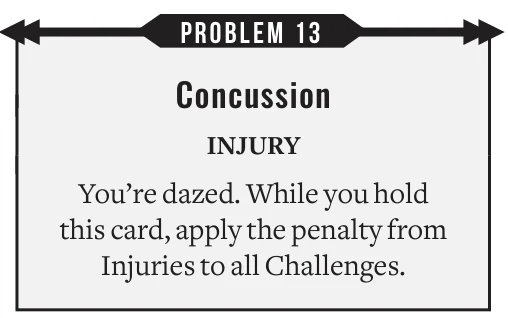 PROBLEM 13
Concussion
INJURY
You’re dazed. While you hold
this card, apply the penalty from
Injuries to all Challenges.